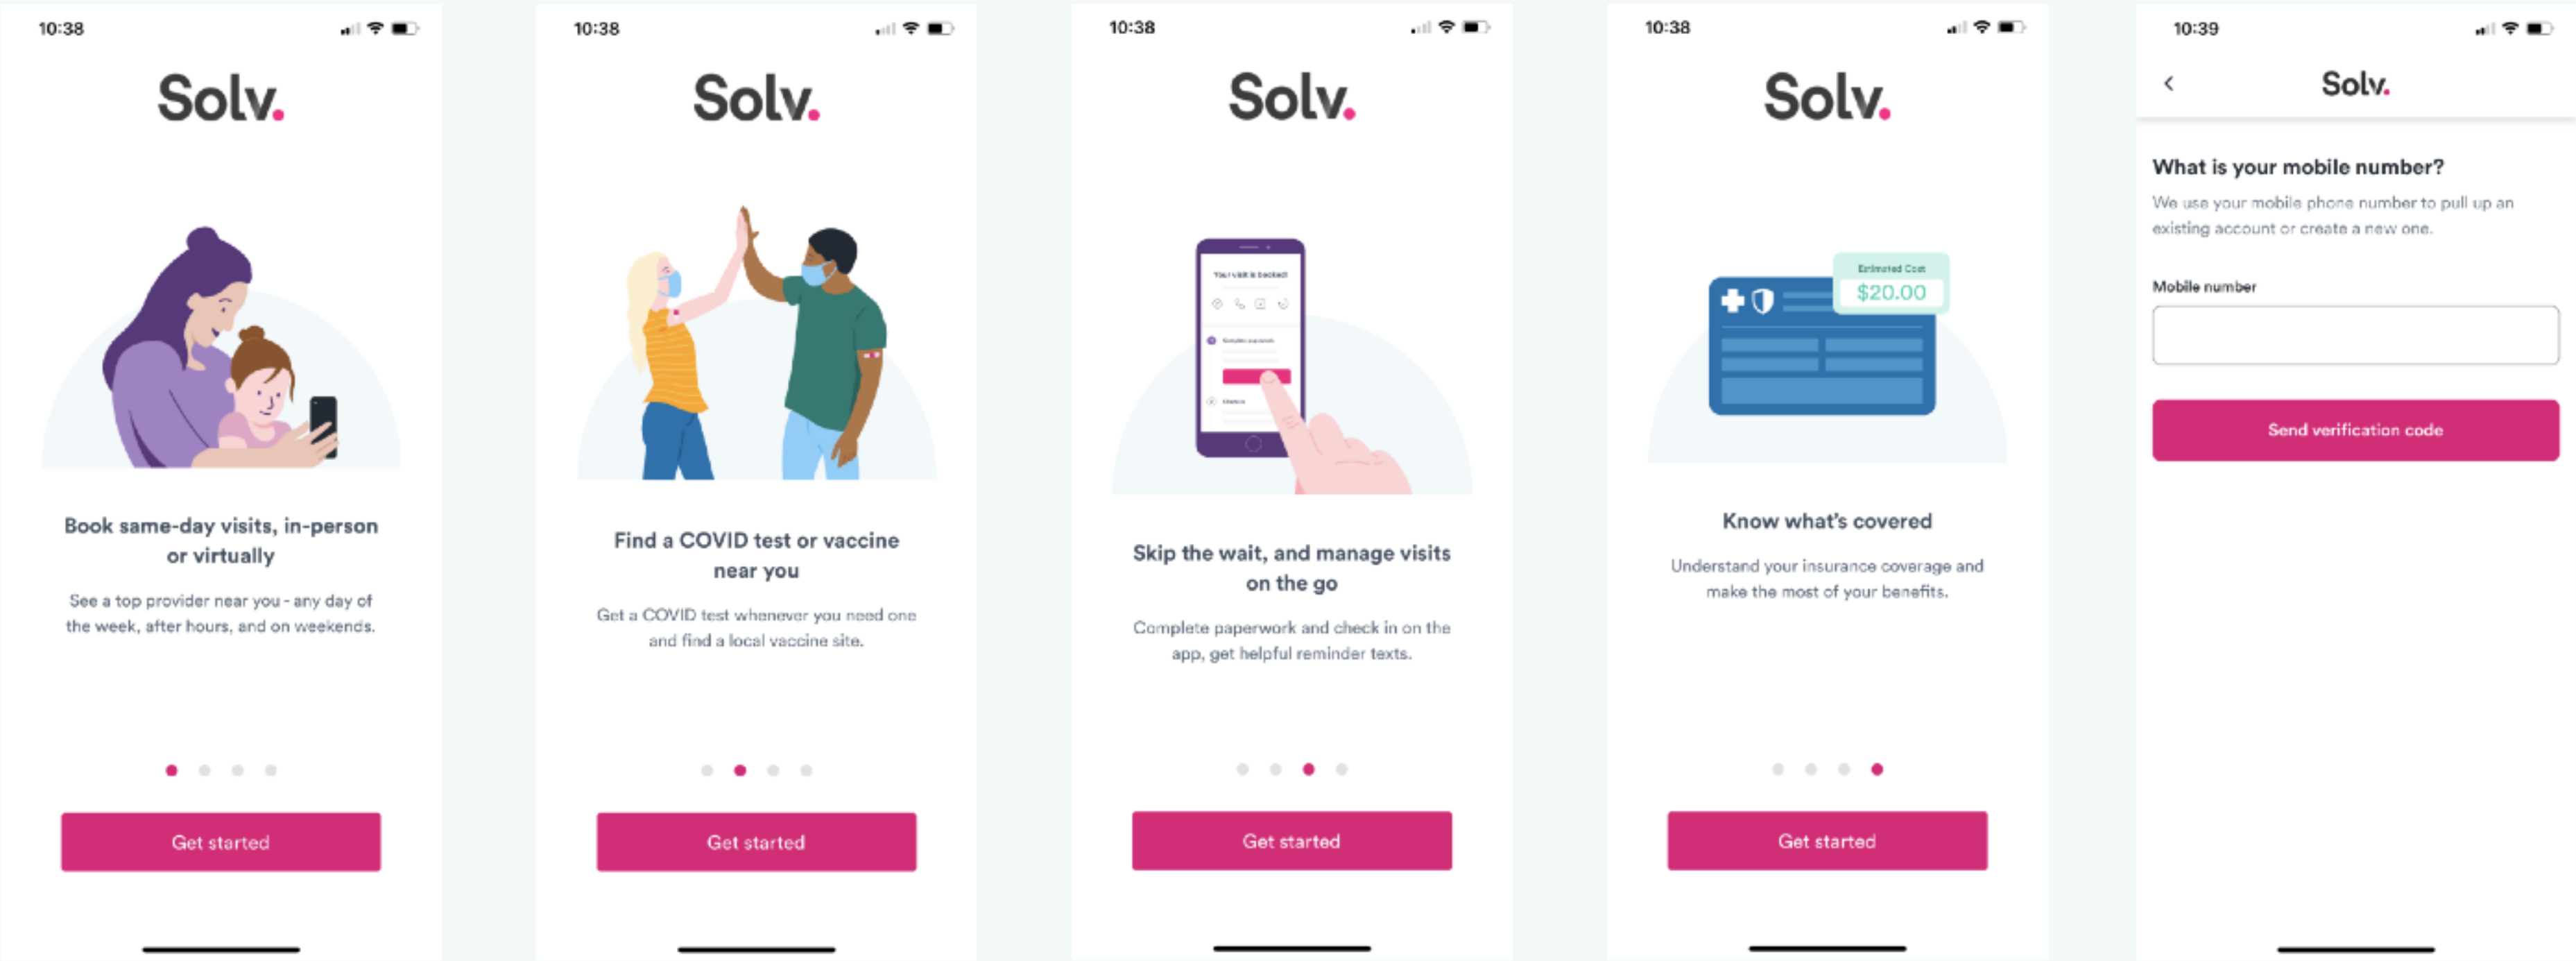 10:38
Solv.
Book same-day visits, in-person
or virtually
See a top provider near you - any day of
the week, after hours, and on weekends.
Get started
10:38
Solv.
Find a COVID test or vaccine
near you
Get a COVID test whenever you need one
and find a local vaccine site.
Get started
10:38
Solv.
Your visit is booked!
Complete paperwork
Check in
Skip the wait, and manage visits
on the go
Complete paperwork and check in on the
app, get helpful reminder texts.
Get started
10:38
Solv.
Estimated Cost
$20.00
Know what's covered
Understand your insurance coverage and
make the most of your benefits.
Get started
10:39
Solv.
What is your mobile number?
We use your mobile phone number to pull up an
existing account or create a new one.
Mobile number
Send verification code